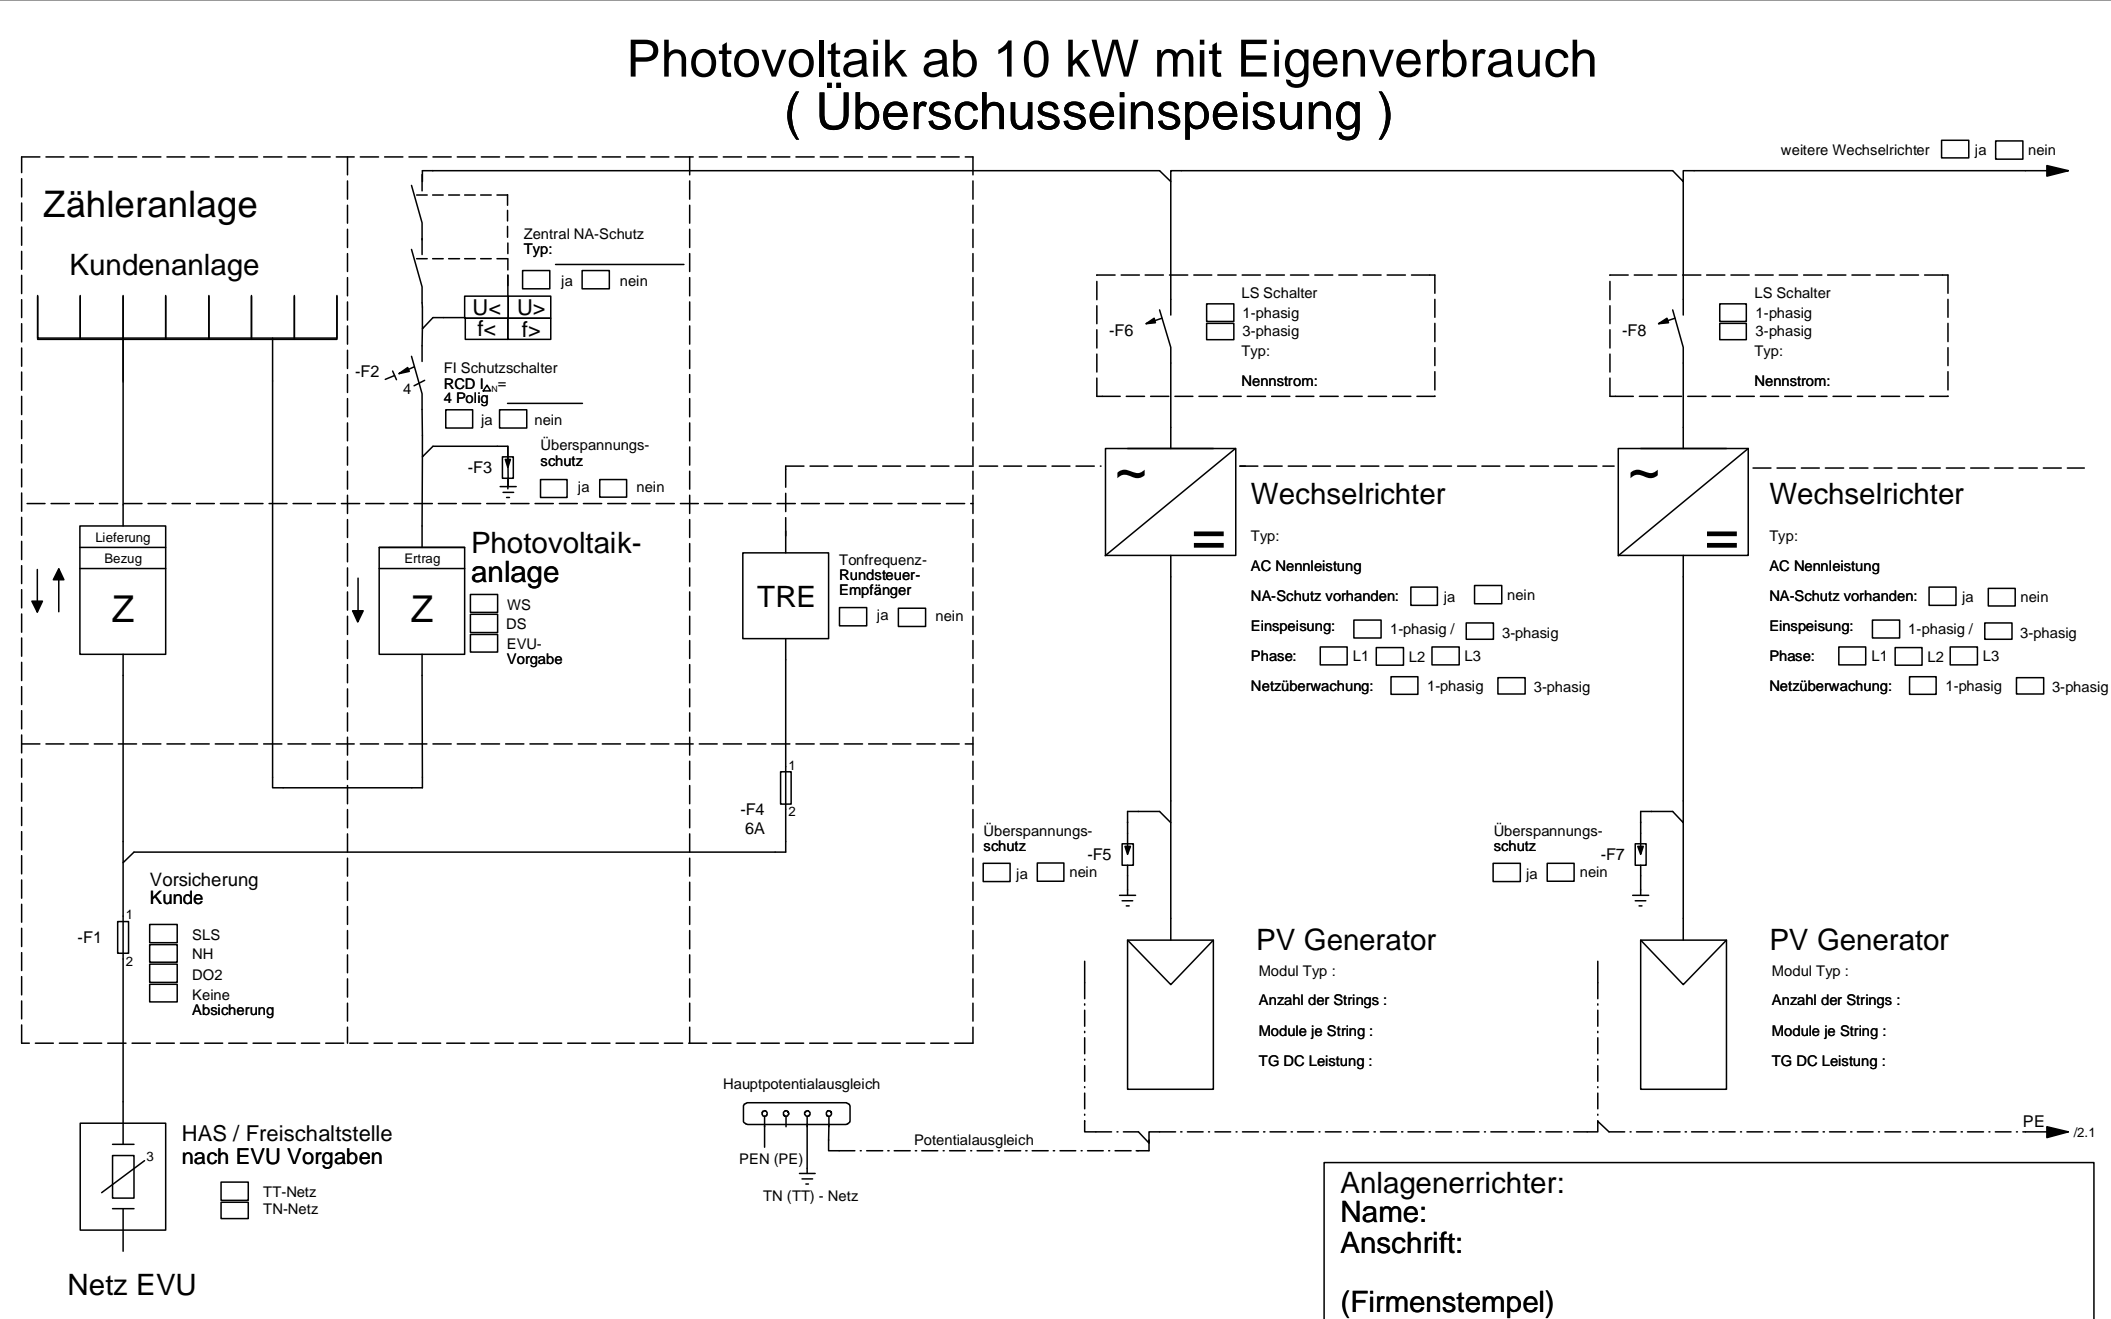 Photovoltaik ab 10 kW mit Eigenverbrauch
( Überschusseinspeisung )
weitere Wechselrichter ja nein
Zähleranlage
Kundenanlage
Zentral NA-Schutz
Typ:
ja nein
U< U>
f< f>
-F2
4
FI Schutzschalter
RCD I∆N=
4 Polig
ja nein
-F3
Überspannungs-
schutz
ja nein
LS Schalter
1-phasig
3-phasig
Typ:
Nennstrom:
-F6
LS Schalter
1-phasig
3-phasig
Typ:
Nennstrom:
-F8
Lieferung
Bezug
Z
Ertrag
Z
Photovoltaik-
anlage
WS
DS
EVU-
Vorgabe
TRE
Tonfrequenz-
Rundsteuer-
Empfänger
ja nein
~
=
Wechselrichter
Typ:
AC Nennleistung
NA-Schutz vorhanden: ja nein
Einspeisung: 1-phasig / 3-phasig
Phase: L1 L2 L3
Netzüberwachung: 1-phasig 3-phasig
~
=
Wechselrichter
Typ:
AC Nennleistung
NA-Schutz vorhanden: ja nein
Einspeisung: 1-phasig / 3-phasig
Phase: L1 L2 L3
Netzüberwachung: 1-phasig 3-phasig
1
-F4
6A
2
Überspannungs-
schutz
ja nein
-F5
Überspannungs-
schutz
ja nein
-F7
Vorsicherung
Kunde
1
-F1
2
SLS
NH
DO2
Keine
Absicherung
PV Generator
Modul Typ :
Anzahl der Strings :
Module je String :
TG DC Leistung :
PV Generator
Modul Typ :
Anzahl der Strings :
Module je String :
TG DC Leistung :
Hauptpotentialausgleich
PEN (PE)
TN (TT) - Netz
Potentialausgleich
PE
/2.1
3
HAS / Freischaltstelle
nach EVU Vorgaben
TT-Netz
TN-Netz
Netz EVU
Anlagenerrichter:
Name:
Anschrift:
(Firmenstempel)